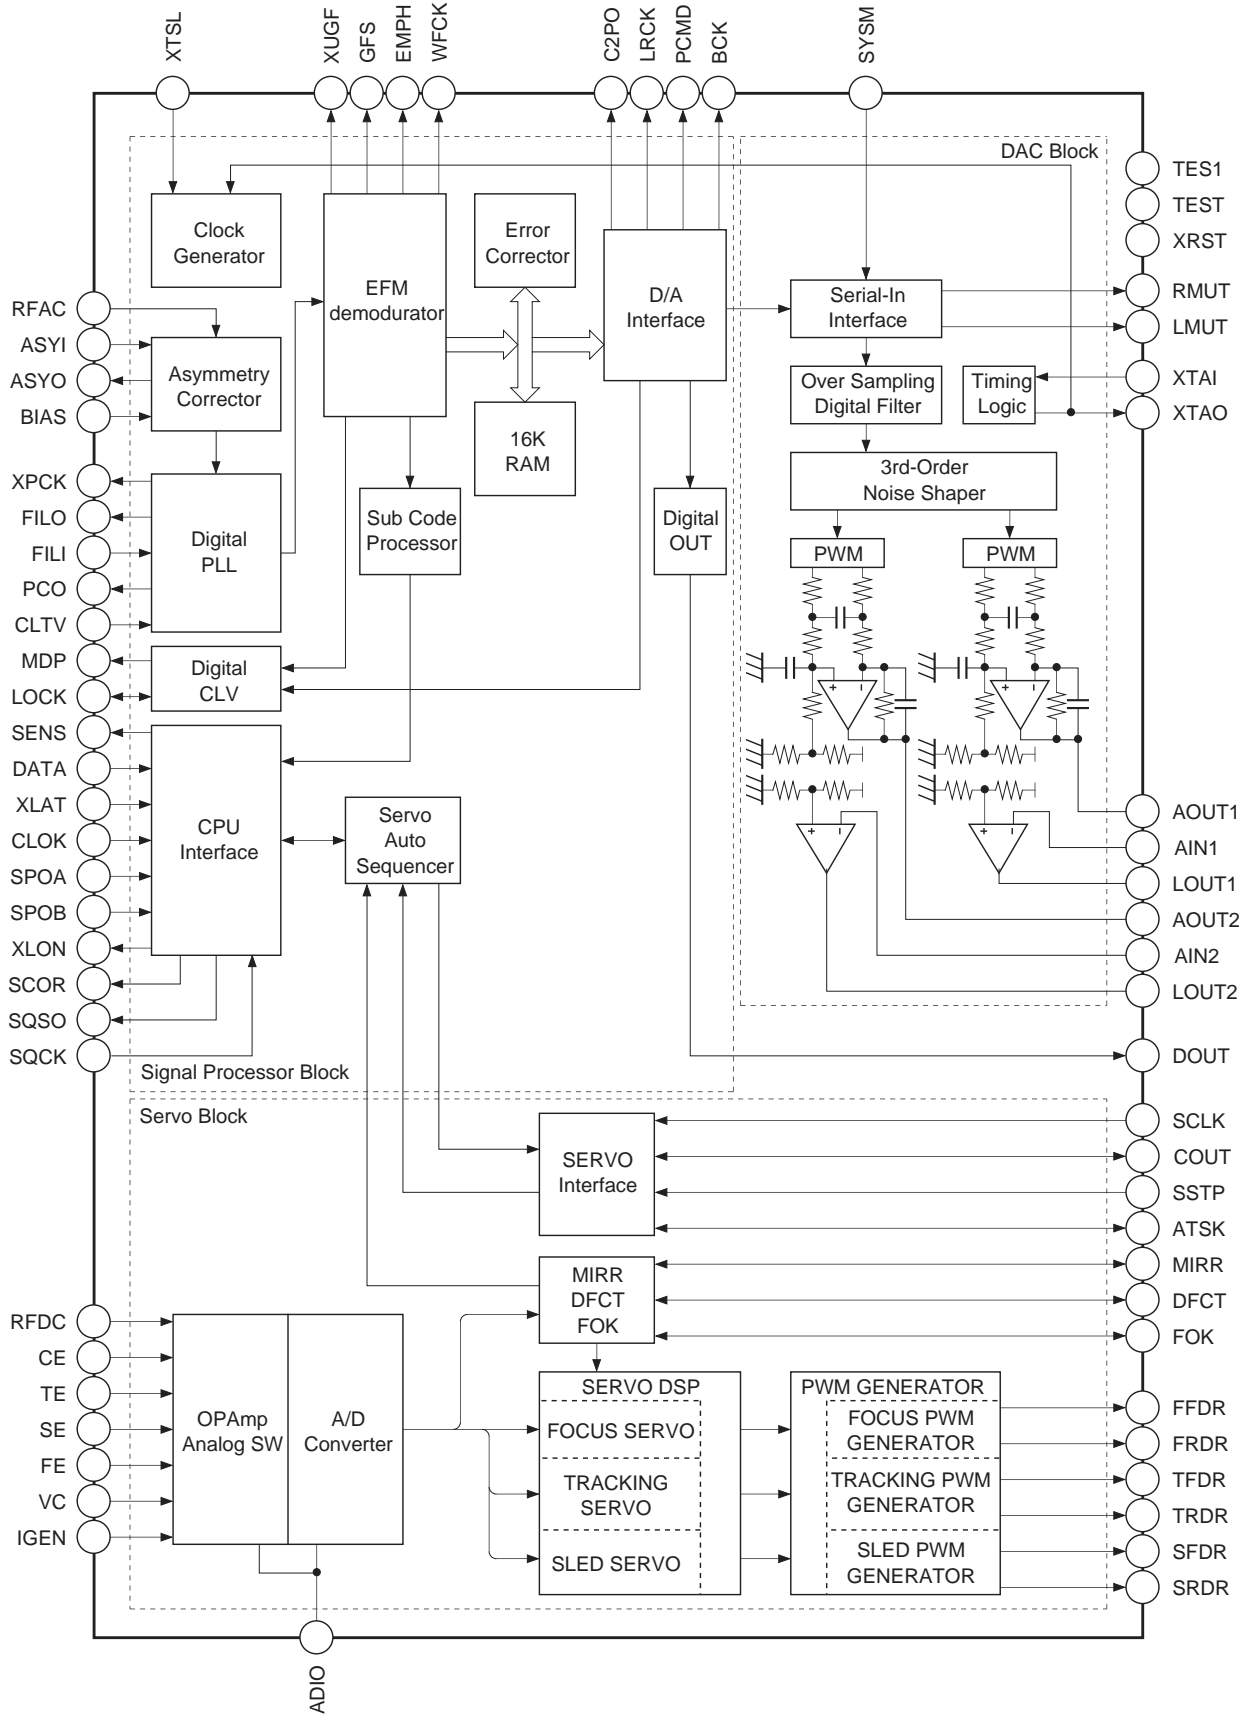 XTSL
XUGF
GFS
EMPH
WFCK
C2PO
LRCK
PCMD
BCK
SYSM
DAC Block
TES1
TEST
XRST
RMUT
LMUT
XTAI
XTAO
Clock
Generator
EFM
demodurator
Error
Corrector
D/A
Interface
Serial-In
Interface
RFAC
ASYI
ASYO
BIAS
Asymmetry
Corrector
16K
RAM
Over Sampling
Digital Filter
Timing
Logic
3rd-Order
Noise Shaper
XPCK
FILO
FILI
PCO
CLTV
Digital
PLL
Sub Code
Processor
Digital
OUT
PWM
PWM
MDP
LOCK
Digital
CLV
+
−
+
−
SENS
DATA
XLAT
CLOK
SPOA
SPOB
XLON
SCOR
SQSO
SQCK
CPU
Interface
Servo
Auto
Sequencer
+
−
+
−
AOUT1
AIN1
LOUT1
AOUT2
AIN2
LOUT2
DOUT
Signal Processor Block
Servo Block
SERVO
Interface
SCLK
COUT
SSTP
ATSK
MIRR
DFCT
FOK
MIRR
DFCT
FOK
RFDC
CE
TE
SE
FE
VC
IGEN
OPAmp
Analog SW
A/D
Converter
SERVO DSP
FOCUS SERVO
TRACKING
SERVO
SLED SERVO
PWM GENERATOR
FOCUS PWM
GENERATOR
TRACKING PWM
GENERATOR
SLED PWM
GENERATOR
FFDR
FRDR
TFDR
TRDR
SFDR
SRDR
ADIO